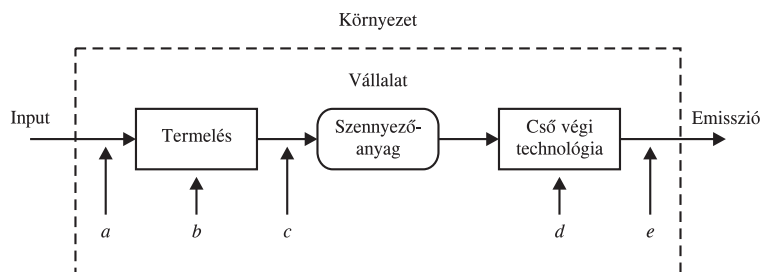 Környezet
Vállalat
Input
Termelés
Szennyező-
anyag
Cső végi
technológia
Emisszió
a
b
c
d
e